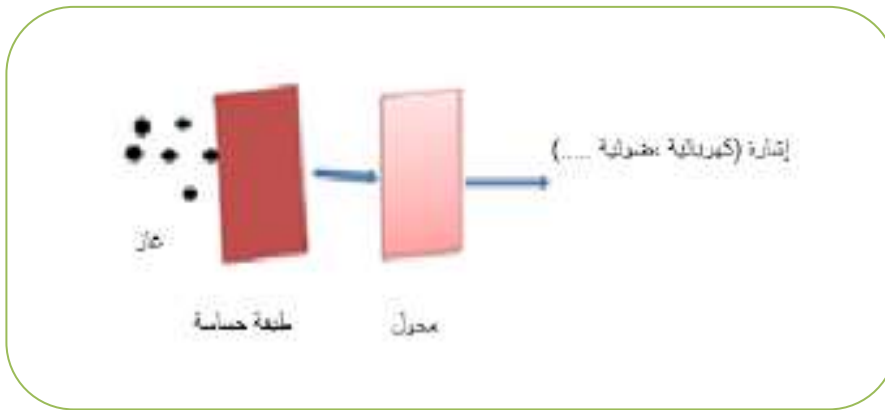 إشارة (كهربائية ،ضوئية .....)
غاز
طبقة حساسة
محول